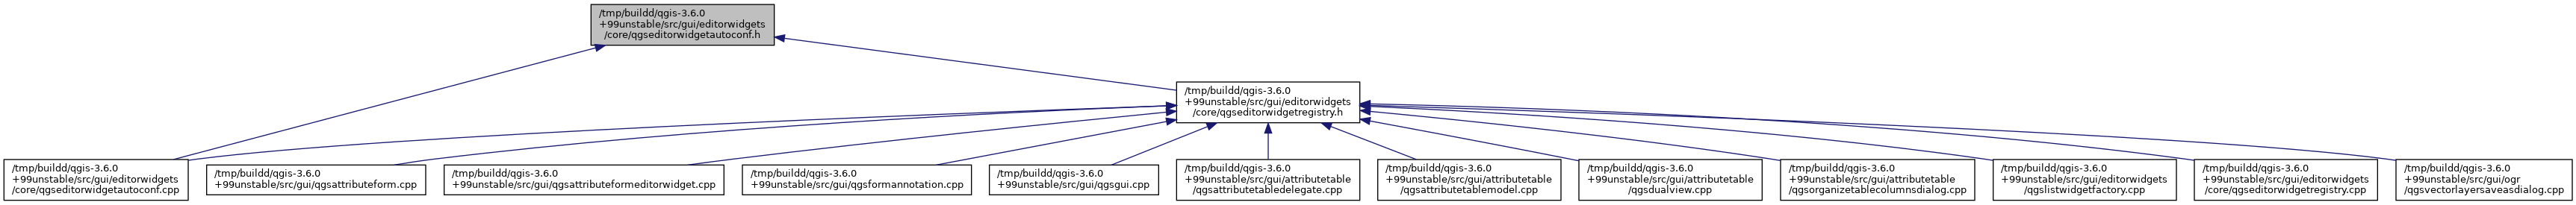 /tmp/buildd/qgis-3.6.0
+99unstable/src/gui/editorwidgets
/core/qgseditorwidgetautoconf.h
/tmp/buildd/qgis-3.6.0
+99unstable/src/gui/editorwidgets
/core/qgseditorwidgetregistry.h
/tmp/buildd/qgis-3.6.0
+99unstable/src/gui/editorwidgets
/core/qgseditorwidgetautoconf.cpp
/tmp/buildd/qgis-3.6.0
+99unstable/src/gui/qgsattributeform.cpp
/tmp/buildd/qgis-3.6.0
+99unstable/src/gui/qgsattributeformeditorwidget.cpp
/tmp/buildd/qgis-3.6.0
+99unstable/src/gui/qgsformannotation.cpp
/tmp/buildd/qgis-3.6.0
+99unstable/src/gui/qgsgui.cpp
/tmp/buildd/qgis-3.6.0
+99unstable/src/gui/attributetable
/qgsattributetabledelegate.cpp
/tmp/buildd/qgis-3.6.0
+99unstable/src/gui/attributetable
/qgsattributetablemodel.cpp
/tmp/buildd/qgis-3.6.0
+99unstable/src/gui/attributetable
/qgsdualview.cpp
/tmp/buildd/qgis-3.6.0
+99unstable/src/gui/attributetable
/qgsorganizetablecolumnsdialog.cpp
/tmp/buildd/qgis-3.6.0
+99unstable/src/gui/editorwidgets
/qgslistwidgetfactory.cpp
/tmp/buildd/qgis-3.6.0
+99unstable/src/gui/editorwidgets
/core/qgseditorwidgetregistry.cpp
/tmp/buildd/qgis-3.6.0
+99unstable/src/gui/ogr
/qgsvectorlayersaveasdialog.cpp